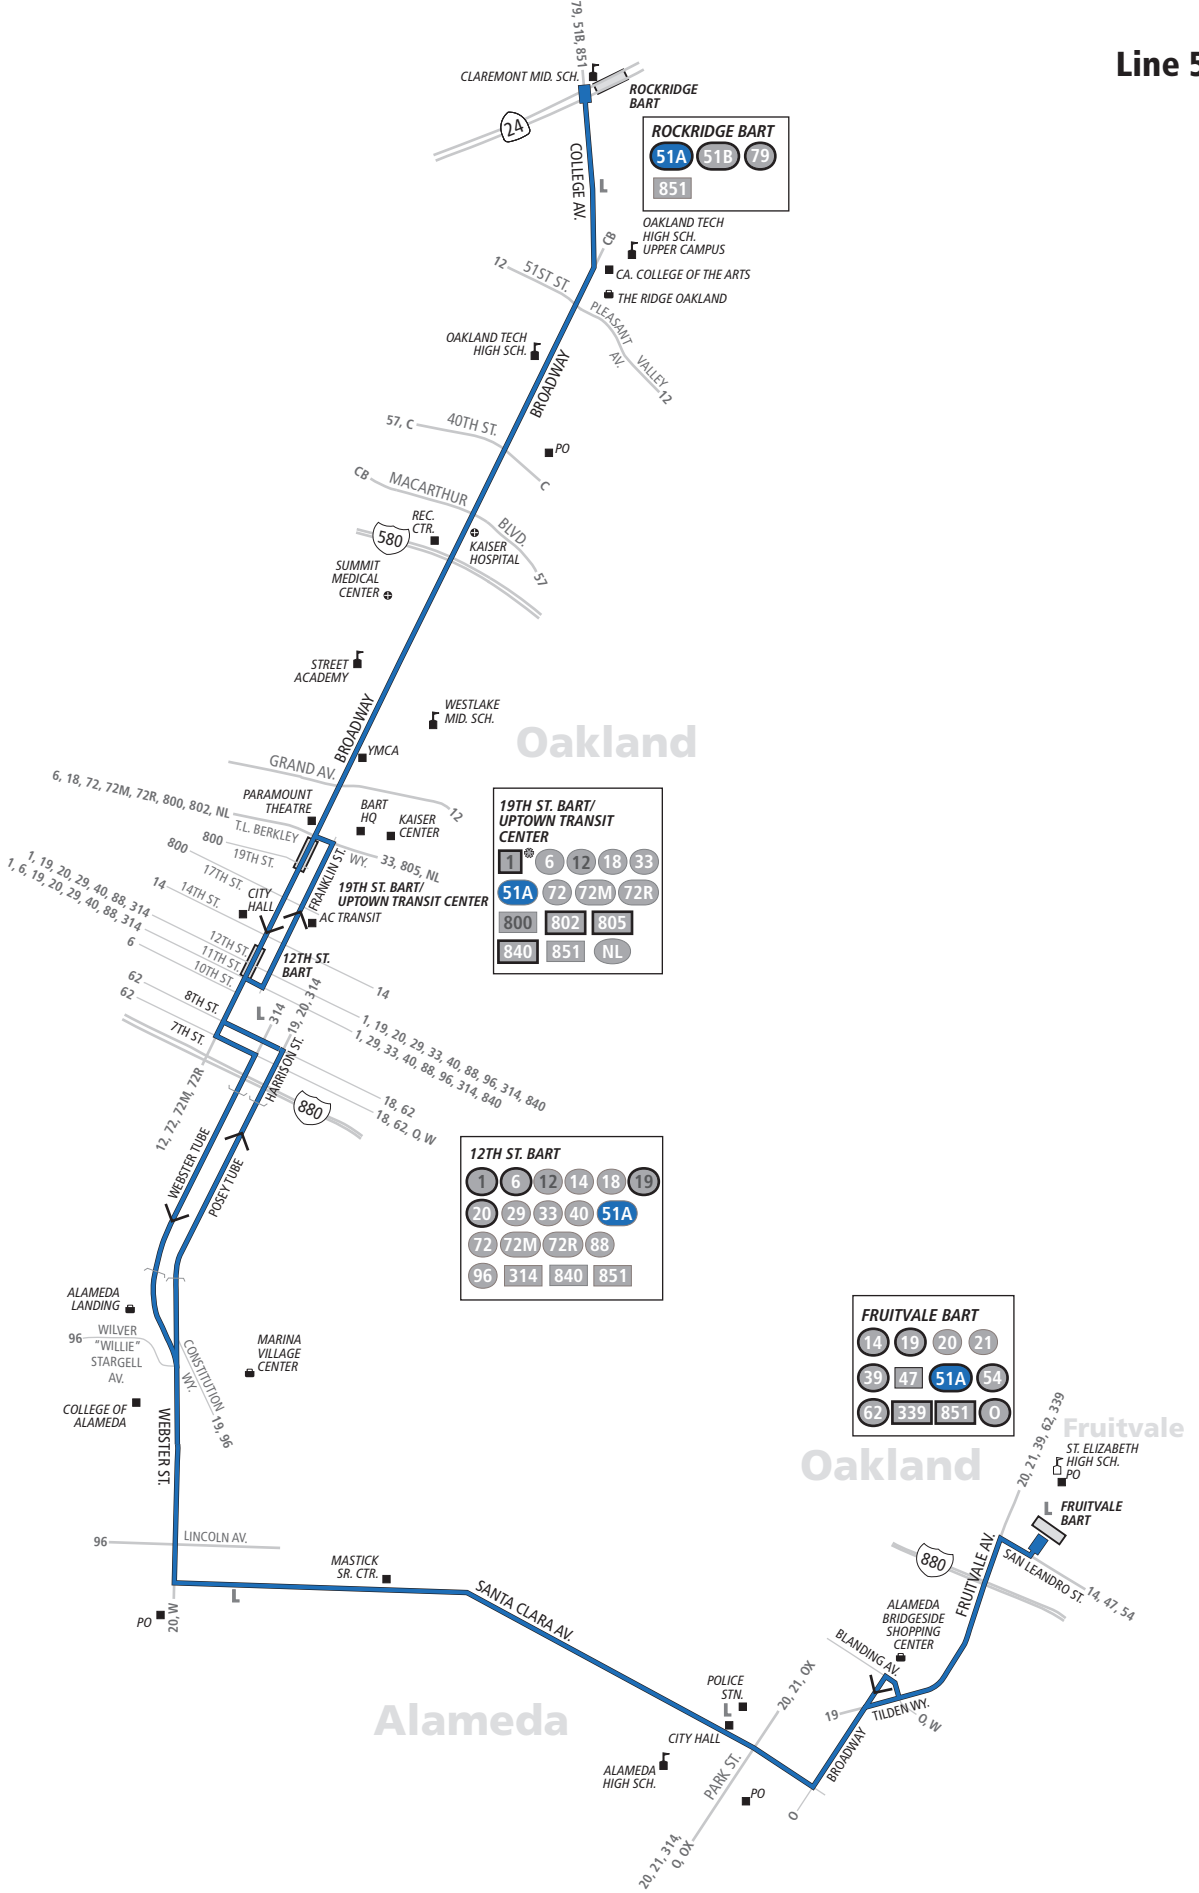 79, 51B, 851
Line 5
CLAREMONT MID. SCH.
ROCKRIDGE
BART
24
ROCKRIDGE BART
51A 51B 79
851
COLLEGE AV.
L
CB
OAKLAND TECH
HIGH SCH.
UPPER CAMPUS
12
51ST ST.
CA. COLLEGE OF THE ARTS
THE RIDGE OAKLAND
PLEASANT
VALLEY
AV.
12
OAKLAND TECH
HIGH SCH.
BROADWAY
57, C
40TH ST.
PO
C
CB
MACARTHUR
BLVD.
57
REC.
CTR.
580
KAISER
HOSPITAL
SUMMIT
MEDICAL
CENTER
STREET
ACADEMY
WESTLAKE
MID. SCH.
BROADWAY
Oakland
YMCA
GRAND AV.
12
6, 18, 72, 72M, 72R, 800, 802, NL
PARAMOUNT
THEATRE
BART
HQ
KAISER
CENTER
T.L. BERKLEY
WY.
33, 805, NL
800
19TH ST.
800
17TH ST.
FRANKLIN ST.
19TH ST. BART/
UPTOWN TRANSIT CENTER
14
14TH ST.
CITY
HALL
AC TRANSIT
1, 19, 20, 29, 40, 88, 314
1, 6, 19, 20, 29, 40, 88, 314
12TH ST.
11TH ST.
10TH ST.
6
12TH ST.
BART
14
62
8TH ST.
62
7TH ST.
L
314
19, 20, 314
1, 19, 20, 29, 33, 40, 88, 96, 314, 840
1, 29, 33, 40, 88, 96, 314, 840
HARRISON ST.
18, 62
18, 62, O, W
12, 72, 72M, 72R
880
19TH ST. BART/
UPTOWN TRANSIT
CENTER
1 6 12 18 33
51A 72 72M 72R
800 802 805
840 851 NL
WEBSTER TUBE
POSEY TUBE
12TH ST. BART
1 6 12 14 18 19
20 29 33 40 51A
72 72M 72R 88
96 314 840 851
ALAMEDA
LANDING
96
WILVER
"WILLIE"
STARGELL
AV.
CONSTITUTION
WY.
19, 96
MARINA
VILLAGE
CENTER
COLLEGE OF
ALAMEDA
WEBSTER ST.
FRUITVALE BART
14 19 20 21
39 47 51A 54
62 339 851 O
20, 21, 39, 62, 339
Fruitvale
Oakland
ST. ELIZABETH
HIGH SCH.
PO
L
FRUITVALE
BART
96
LINCOLN AV.
880
FRUITVALE AV.
SAN LEANDRO ST.
14, 47, 54
MASTICK
SR. CTR.
L
PO
20, W
SANTA CLARA AV.
ALAMEDA
BRIDGESIDE
SHOPPING
CENTER
BLANDING AV.
POLICE
STN.
L
CITY HALL
20, 21, OX
19
TILDEN WY.
O, W
Alameda
BROADWAY
ALAMEDA
HIGH SCH.
PARK ST.
PO
O
20, 21, 314,
O, OX